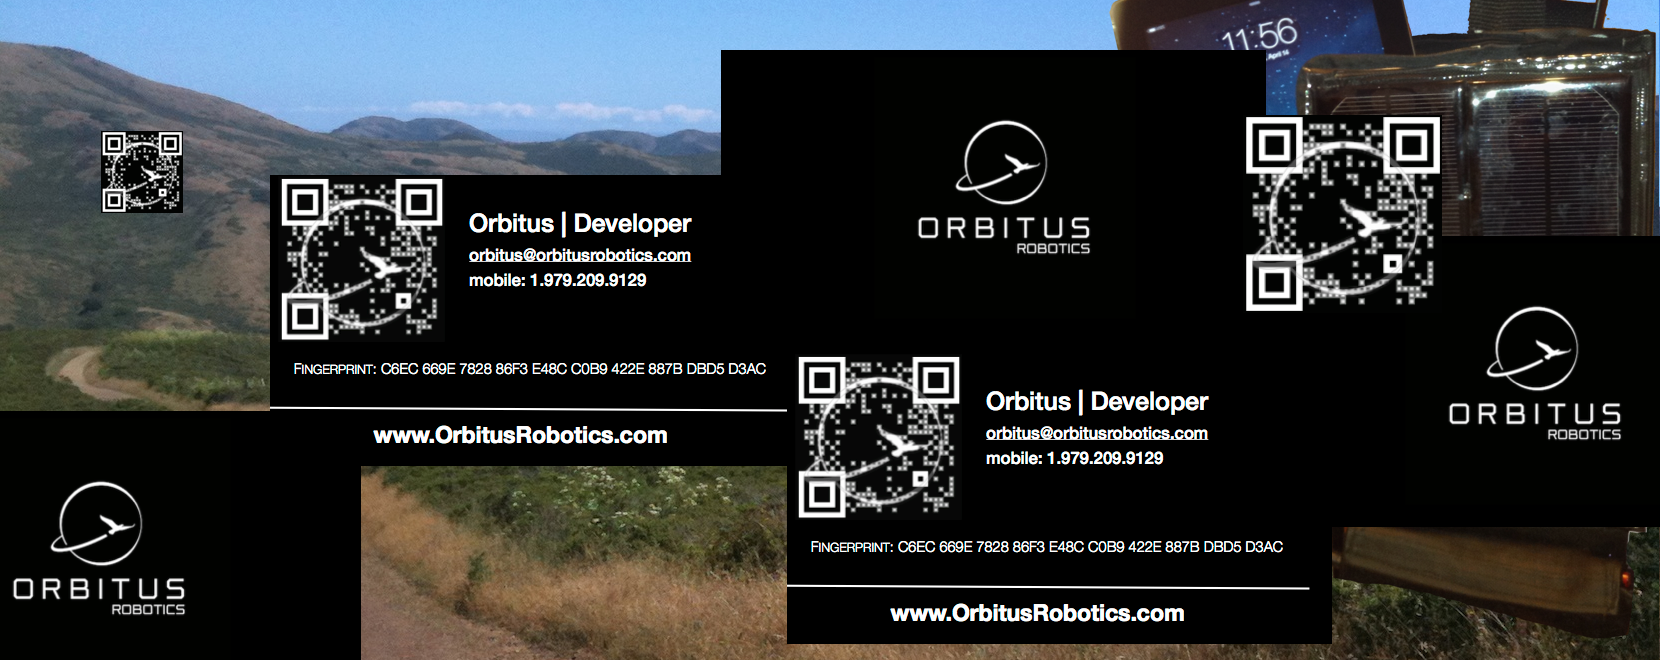 11:56
April 14
ORBITUS
ROBOTICS
Orbitus | Developer
orbitus@orbitusrobotics.com
mobile: 1.979.209.9129
FINGERPRINT: C6EC 669E 7828 86F3 E48C C0B9 422E 887B DBD5 D3AC
www.OrbitusRobotics.com
ORBITUS
ROBOTICS
Orbitus | Developer
orbitus@orbitusrobotics.com
mobile: 1.979.209.9129
FINGERPRINT: C6EC 669E 7828 86F3 E48C C0B9 422E 887B DBD5 D3AC
www.OrbitusRobotics.com
ORBITUS
ROBOTICS